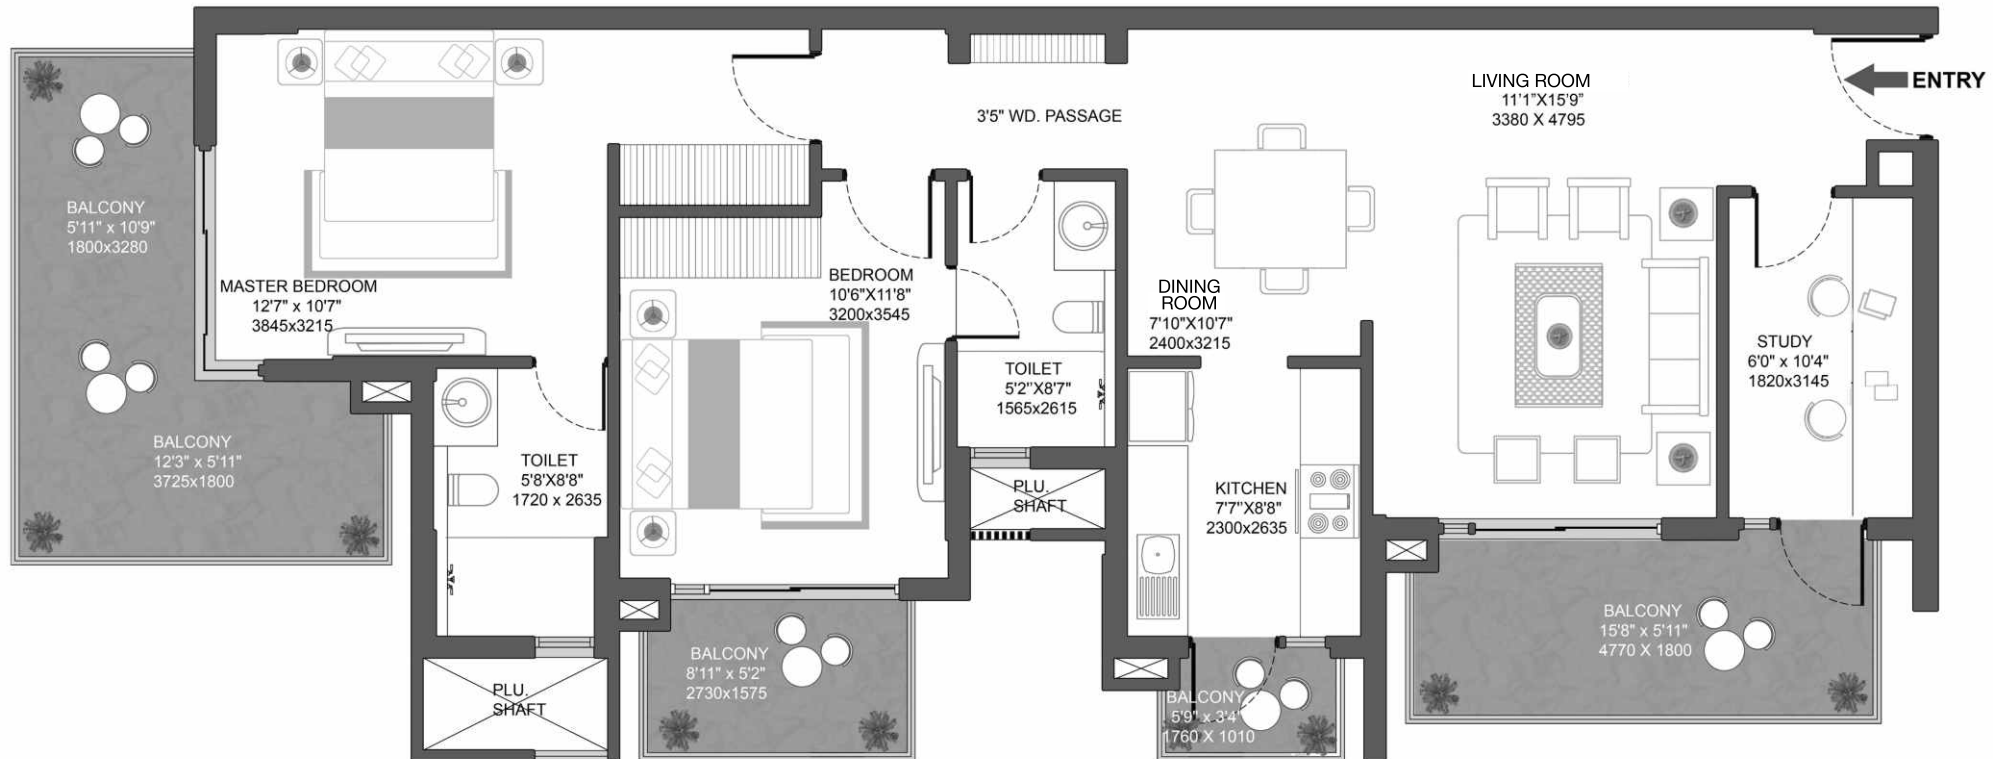 LIVING ROOM
11'1"X15'9"
3380 X 4795
ENTRY
3'5" WD. PASSAGE
BALCONY
5'11" x 10'9"
1800x3280
MASTER BEDROOM
12'7" x 10'7"
3845x3215
BEDROOM
10'6"X11'8"
3200x3545
DINING
ROOM
7'10"X10'7"
2400x3215
STUDY
6'0" x 10'4"
1820x3145
TOILET
5'2"X8'7"
1565x2615
BALCONY
12'3" x 5'11"
3725x1800
TOILET
5'8'X8'8"
1720 x 2635
PLU.
SHAFT
KITCHEN
7'7"X8'8"
2300x2635
BALCONY
15'8" x 5'11"
4770 X 1800
BALCONY
8'11" x 5'2"
2730x1575
PLU.
SHAFT
BALCONY
5'9" x 3'4"
1760 X 1010